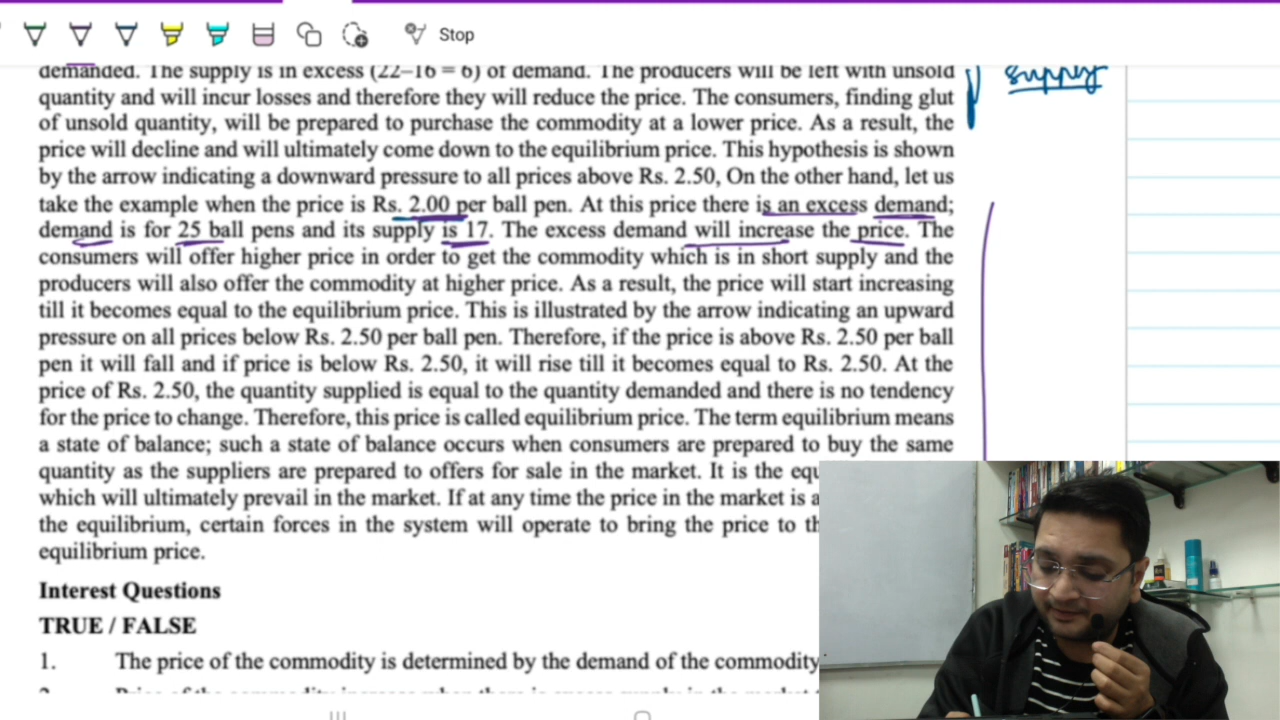 Stop
demanded. The supply is in excess (22–16 = 6) of demand. The producers will be left with unsold
supply
quantity and will incur losses and therefore they will reduce the price. The consumers, finding glut
of unsold quantity, will be prepared to purchase the commodity at a lower price. As a result, the
price will decline and will ultimately come down to the equilibrium price. This hypothesis is shown
by the arrow indicating a downward pressure to all prices above Rs. 2.50, On the other hand, let us
take the example when the price is Rs. 2.00 per ball pen. At this price there is an excess demand;
demand is for 25 ball pens and its supply is 17. The excess demand will increase the price. The
consumers will offer higher price in order to get the commodity which is in short supply and the
producers will also offer the commodity at higher price. As a result, the price will start increasing
till it becomes equal to the equilibrium price. This is illustrated by the arrow indicating an upward
pressure on all prices below Rs. 2.50 per ball pen. Therefore, if the price is above Rs. 2.50 per ball
pen it will fall and if price is below Rs. 2.50, it will rise till it becomes equal to Rs. 2.50. At the
price of Rs. 2.50, the quantity supplied is equal to the quantity demanded and there is no tendency
for the price to change. Therefore, this price is called equilibrium price. The term equilibrium means
a state of balance; such a state of balance occurs when consumers are prepared to buy the same
quantity as the suppliers are prepared to offers for sale in the market. It is the equ
which will ultimately prevail in the market. If at any time the price in the market is a
the equilibrium, certain forces in the system will operate to bring the price to th
equilibrium price.
Interest Questions
TRUE / FALSE
1. The price of the commodity is determined by the demand of the commodity